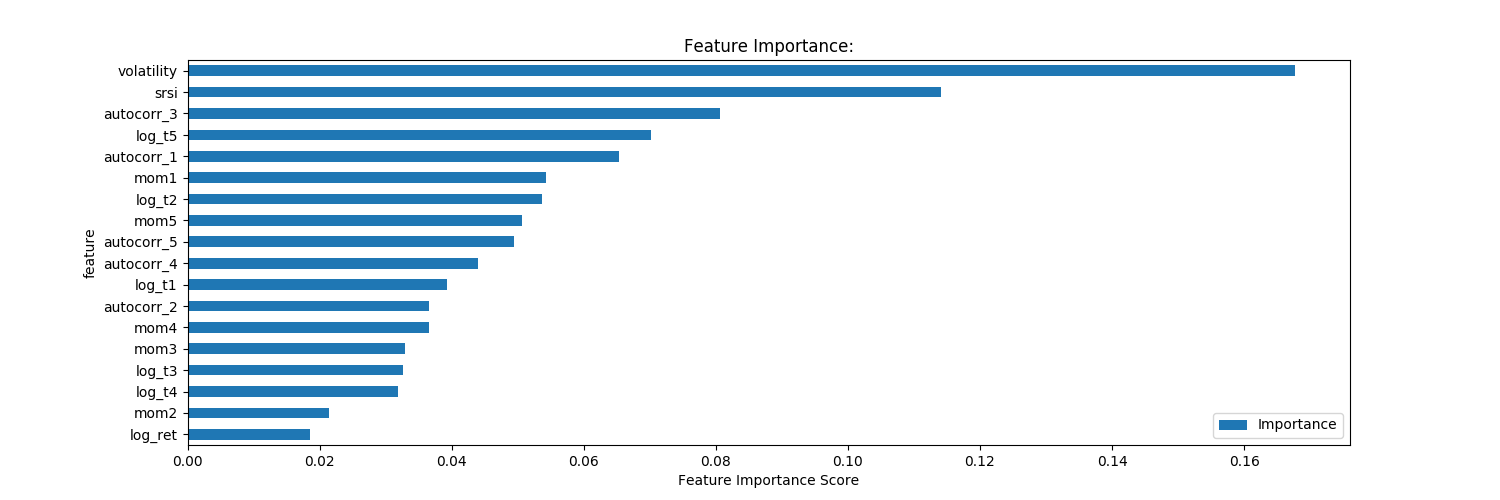 Feature Importance:
volatility
srsi
autocorr_3
log_t5
autocorr_1
mom1
log_t2
mom5
autocorr_5
autocorr_4
log_t1
autocorr_2
mom4
mom3
log_t3
log_t4
mom2
log_ret
feature
Importance
0.00 0.02 0.04 0.06 0.08 0.10 0.12 0.14 0.16
Feature Importance Score